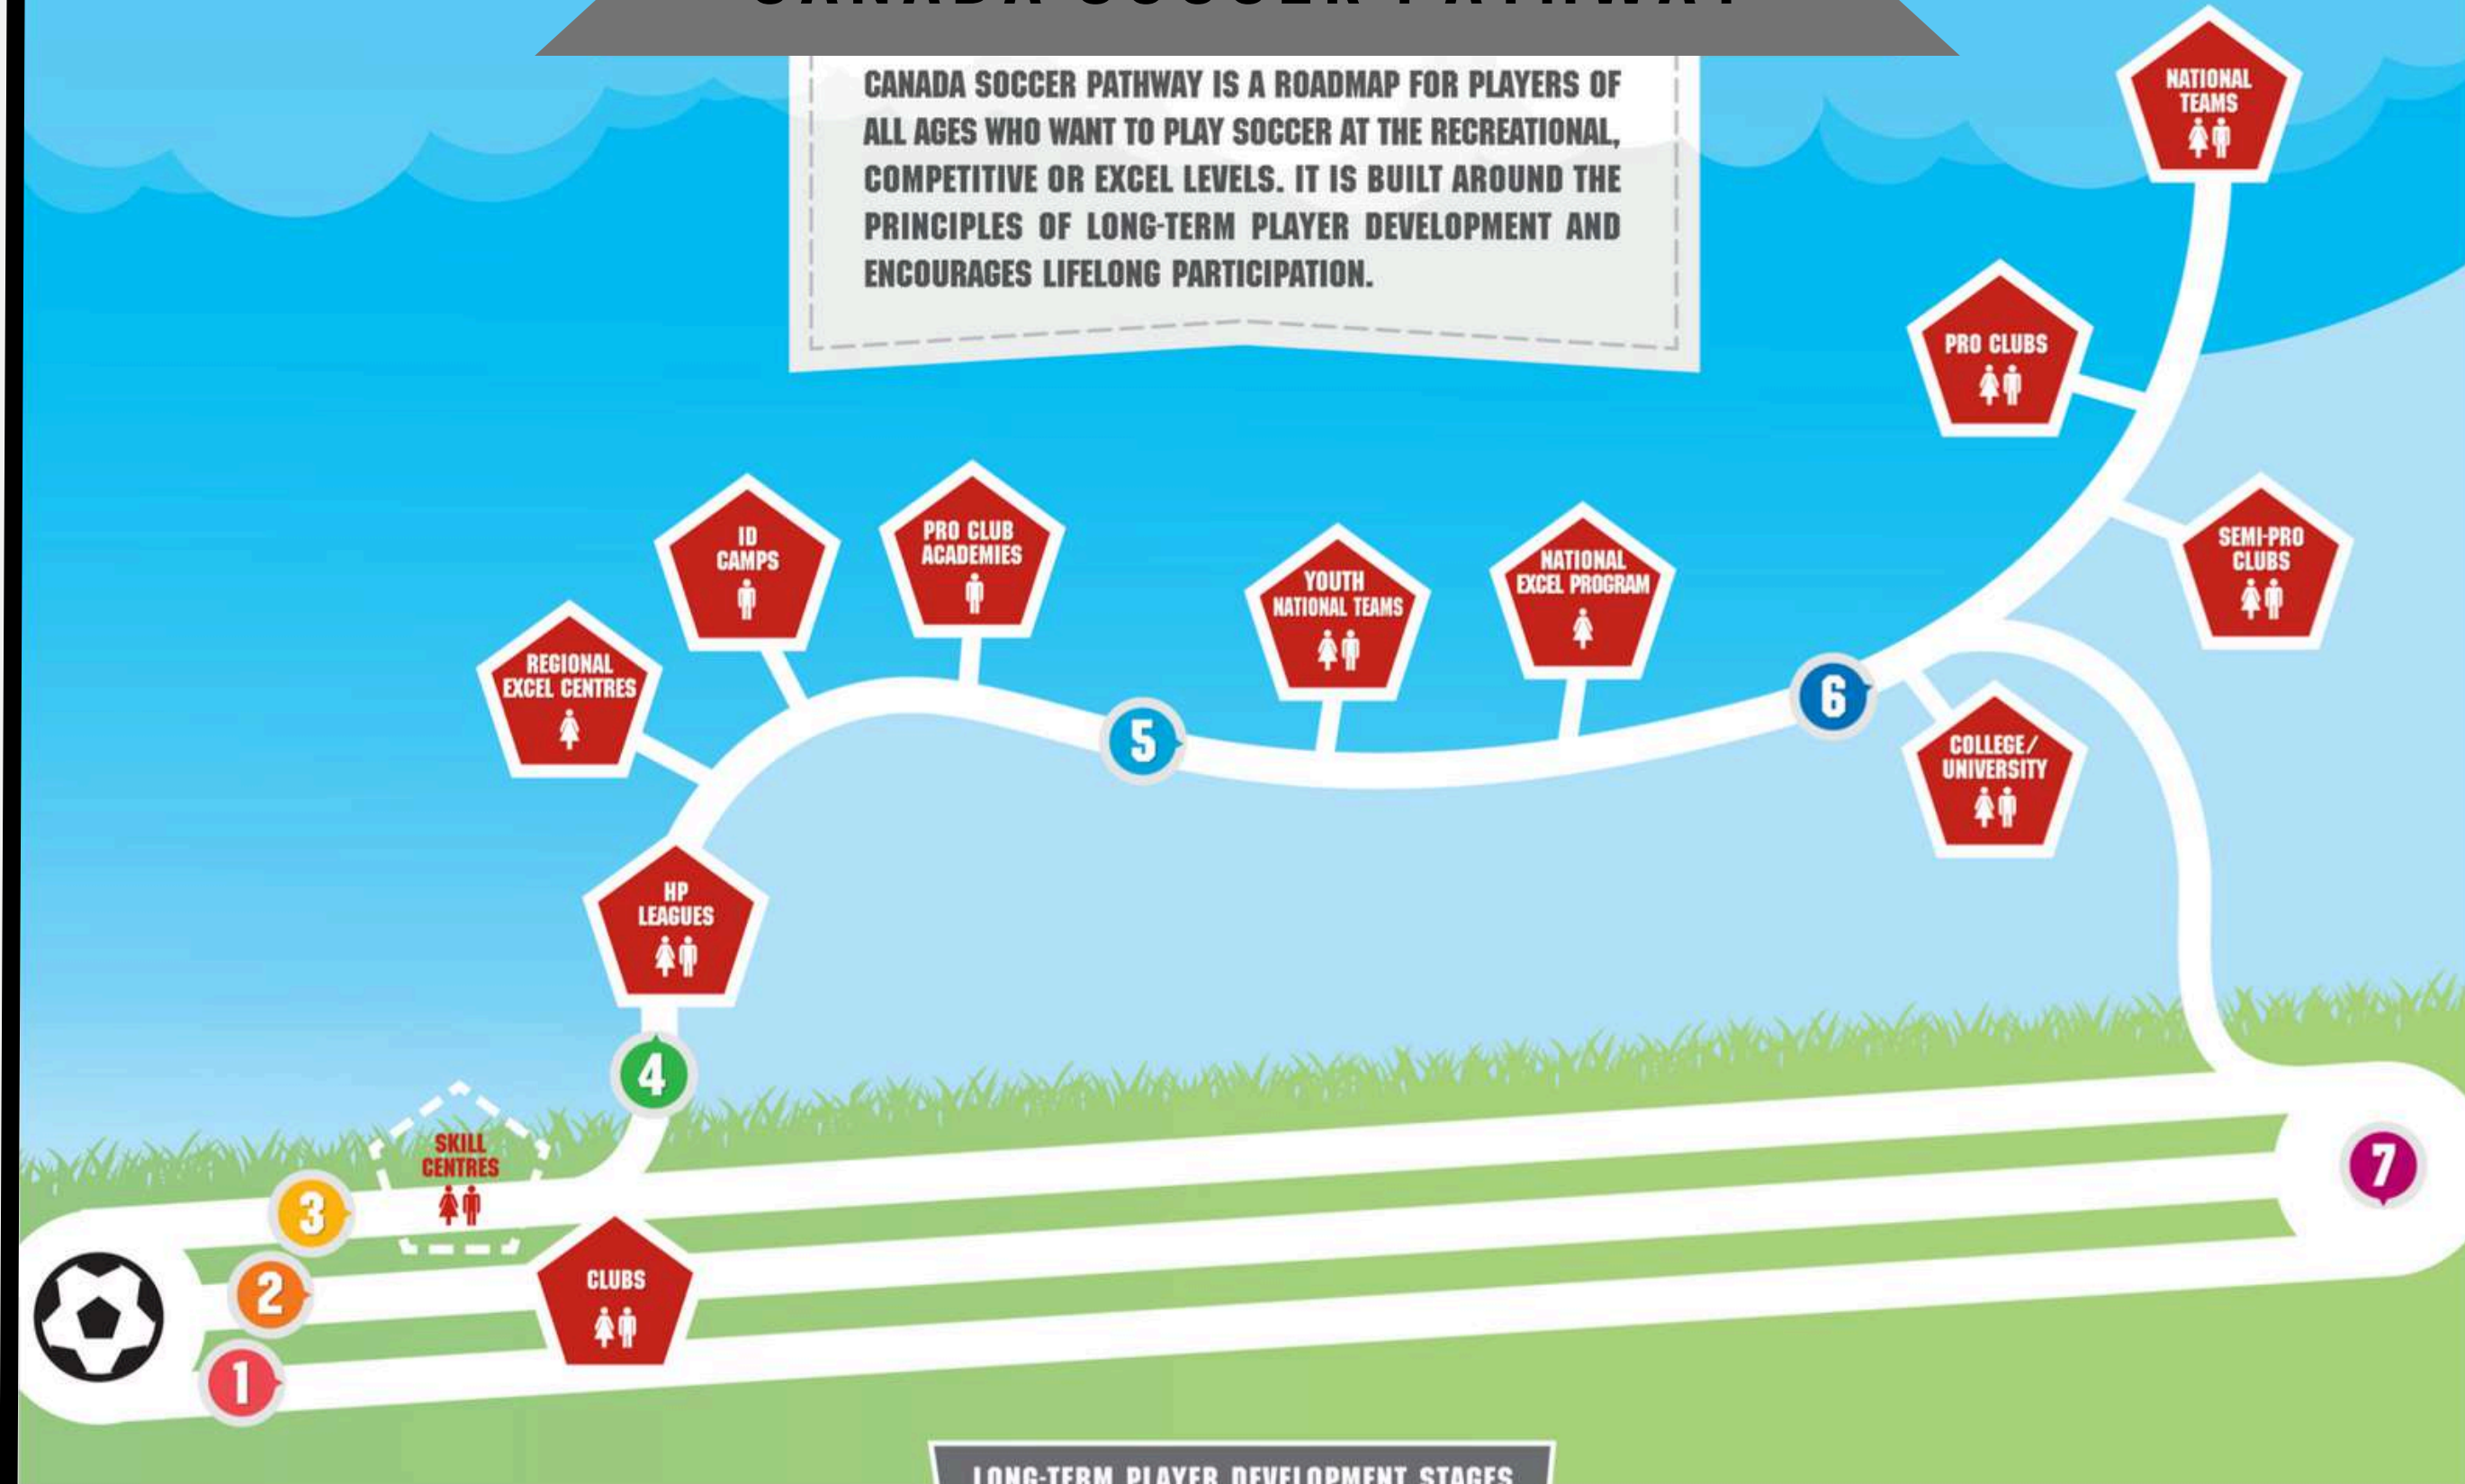 CANADA SOCCER PATHWAY
CANADA SOCCER PATHWAY IS A ROADMAP FOR PLAYERS OF
ALL AGES WHO WANT TO PLAY SOCCER AT THE RECREATIONAL,
COMPETITIVE OR EXCEL LEVELS. IT IS BUILT AROUND THE
PRINCIPLES OF LONG-TERM PLAYER DEVELOPMENT AND
ENCOURAGES LIFELONG PARTICIPATION.
NATIONAL
TEAMS
PRO CLUBS
SEMI-PRO
CLUBS
ID
CAMPS
PRO CLUB
ACADEMIES
YOUTH
NATIONAL TEAMS
NATIONAL
EXCEL PROGRAM
REGIONAL
EXCEL CENTRES
5
6
COLLEGE/
UNIVERSITY
HP
LEAGUES
4
SKILL
CENTRES
7
3
2
CLUBS
1
LONG-TERM PLAYER DEVELOPMENT STAGES